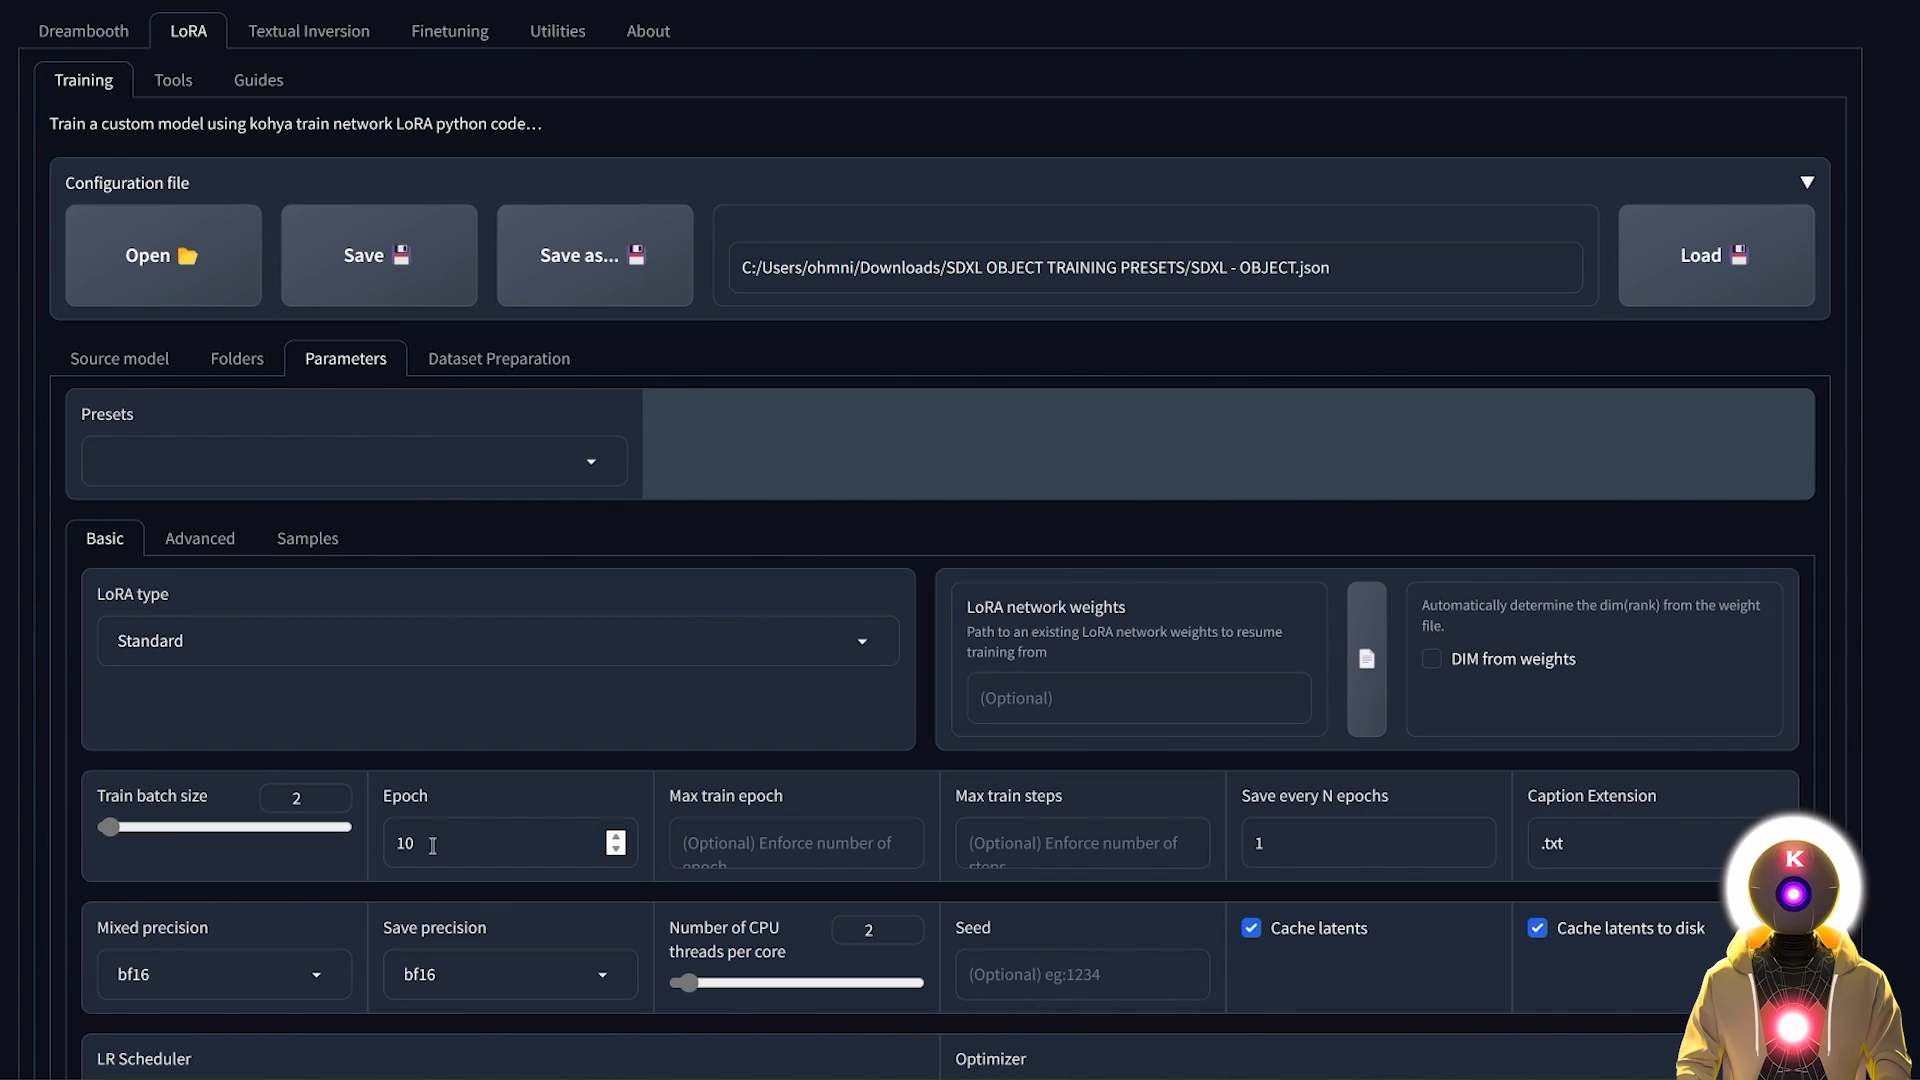 Dreambooth
LoRA
Textual Inversion
Finetuning
Utilities
About
Training
Tools
Guides
Train a custom model using kohya train network LoRA python code…
Configuration file
▼
Open
Save
Save as...
C:/Users/ohmni/Downloads/SDXL OBJECT TRAINING PRESETS/SDXL - OBJECT.json
Load
Source model
Folders
Parameters
Dataset Preparation
Presets
Basic
Advanced
Samples
LoRA type
Standard
LoRA network weights
Path to an existing LoRA network weights to resume
training from
(Optional)
Automatically determine the dim(rank) from the weight
file.
DIM from weights
Train batch size
2
Epoch
10
Max train epoch
(Optional) Enforce number of
epoch
Max train steps
(Optional) Enforce number of
steps
Save every N epochs
1
Caption Extension
.txt
Mixed precision
bf16
Save precision
bf16
Number of CPU
threads per core
2
Seed
(Optional) eg:1234
Cache latents
Cache latents to disk
LR Scheduler
Optimizer
K